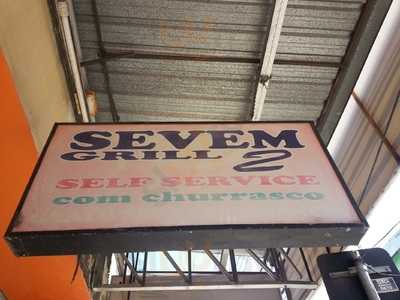 SEVEM
GRILL 2
SELF SERVICE
com churrasco